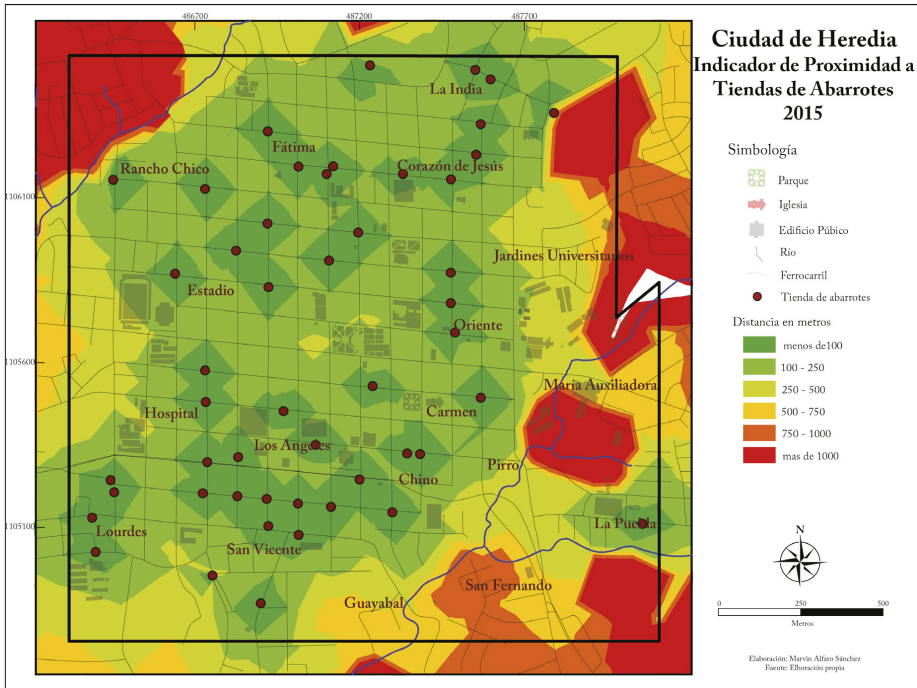 Ciudad de Heredia
Indicador de Proximidad a
Tiendas de Abarrotes
2015
Simbología
Parque
Iglesia
Edificio Púbico
Río
Ferrocarril
Tienda de abarrotes
Distancia en metros
menos de100
100 - 250
250 - 500
500 - 750
750 - 1000
mas de 1000
N
0 250 500
Metros
Elaboración: Marvin Alfaro Sánchez
Fuente: Elboración propia
486700 487200 487700
1106100
1105600
1105100
La India
Fátima
Rancho Chico
Corazón de Jesús
Jardines Universitarios
Estadio
Oriente
María Auxiliadora
Hospital
Carmen
Los Angeles
Pirro
Chino
La Puebla
Lourdes
San Vicente
San Fernando
Guayabal